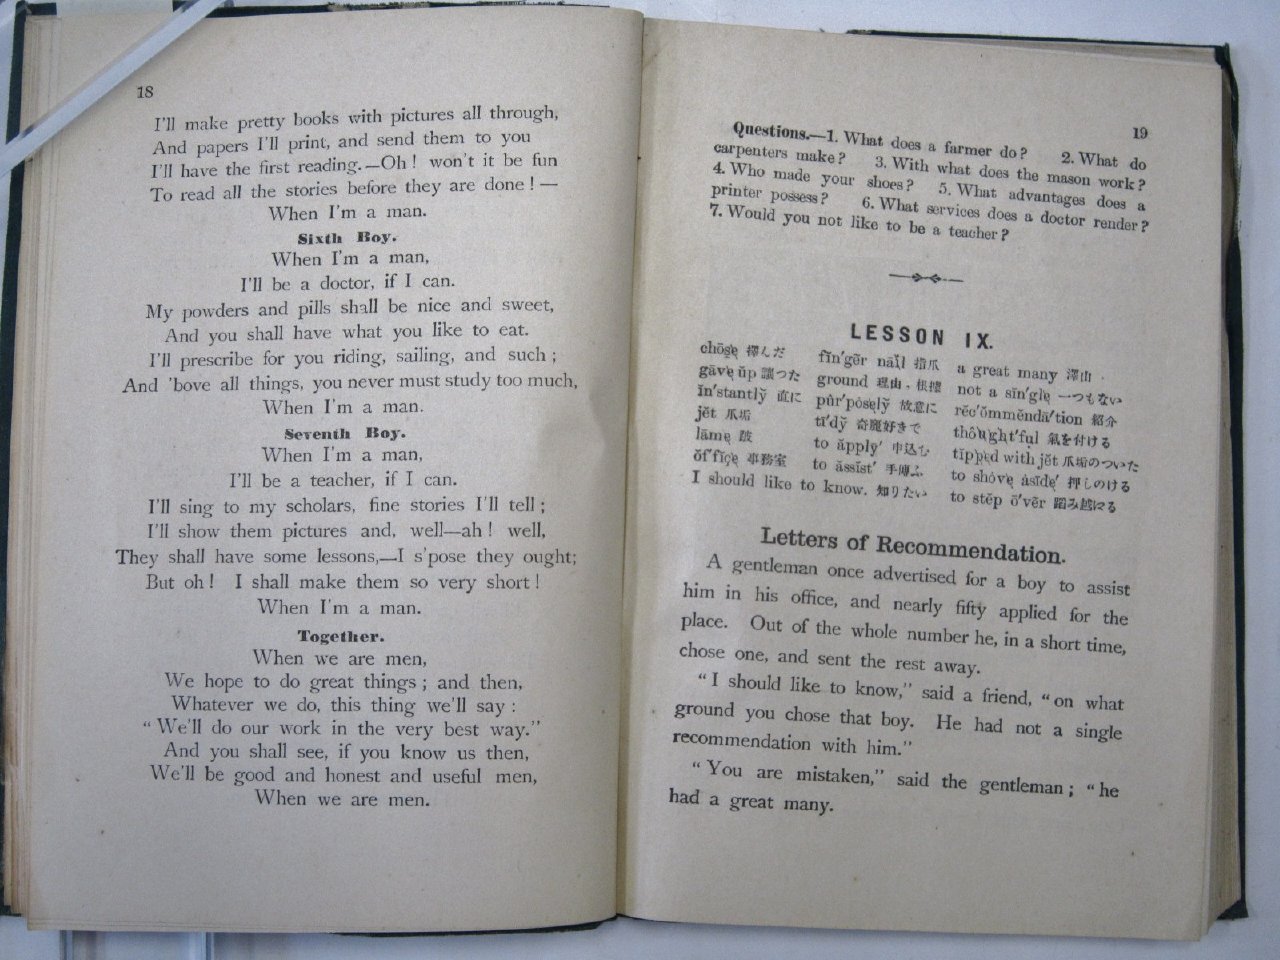 18
I'll make pretty books with pictures all through,
And papers I'll print, and send them to you
I'll have the first reading.—Oh! won't it be fun
To read all the stories before they are done!—
When I'm a man.
Sixth Boy.
When I'm a man,
I'll be a doctor, if I can.
My powders and pills shall be nice and sweet,
And you shall have what you like to eat.
I'll prescribe for you riding, sailing, and such;
And 'bove all things, you never must study too much,
When I'm a man.
Seventh Boy.
When I'm a man,
I'll be a teacher, if I can.
I'll sing to my scholars, fine stories I'll tell;
I'll show them pictures and, well—ah! well,
They shall have some lessons,—I s'pose they ought;
But oh! I shall make them so very short!
When I'm a man.
Together.
When we are men,
We hope to do great things; and then,
Whatever we do, this thing we'll say:
“We'll do our work in the very best way.”
And you shall see, if you know us then,
We'll be good and honest and useful men,
When we are men.
19
Questions.—1. What does a farmer do? 2. What do
carpenters make? 3. With what does the mason work?
4. Who made your shoes? 5. What advantages does a
printer possess? 6. What services does a doctor render?
7. Would you not like to be a teacher?
LESSON IX.
chōse 擇んだ fĭn'gẽr nāil 指爪 a great many 澤山
gāve ŭp 讓つた ground 理由、根據 not a sĭn'gle 一つもない
ĭn'stantlў 直に pûr'pȯselў 故意に rĕc'ŏmmĕndā'tion 紹介
jĕt 爪垢 tī'dў 奇麗好きで thôught'ful 氣を付ける
lāme 跛 to ăpplȳ' 申込む tĭpped with jĕt 爪垢のついた
ŏf'fĭçe 事務室 to ăssĭst' 手傳ふ to shȯve ȧsīde' 押しのける
I should like to know. 知りたい to stĕp ō'vẽr 踏み越える
Letters of Recommendation.
A gentleman once advertised for a boy to assist
him in his office, and nearly fifty applied for the
place. Out of the whole number he, in a short time,
chose one, and sent the rest away.
“I should like to know,” said a friend, “on what
ground you chose that boy. He had not a single
recommendation with him.”
“You are mistaken,” said the gentleman; “he
had a great many.